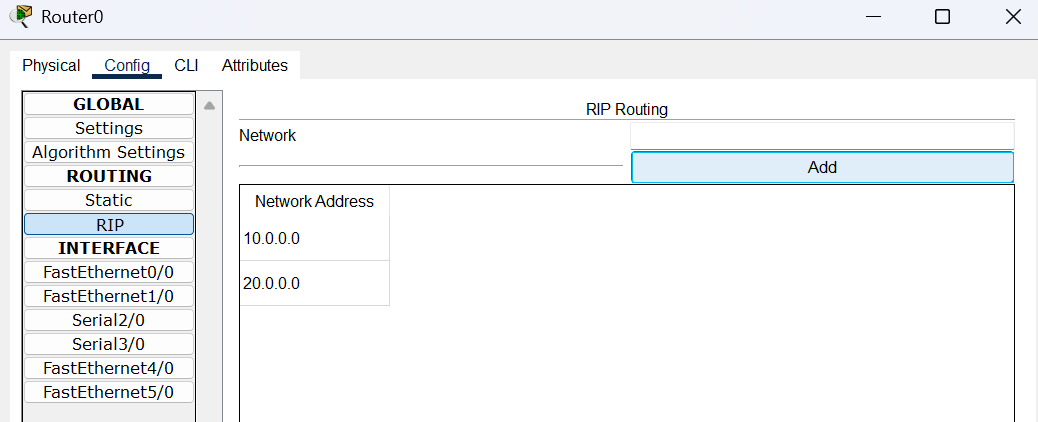 Router0
Physical Config CLI Attributes
GLOBAL
Settings
Algorithm Settings
ROUTING
Static
RIP
INTERFACE
FastEthernet0/0
FastEthernet1/0
Serial2/0
Serial3/0
FastEthernet4/0
FastEthernet5/0
RIP Routing
Network
Add
Network Address
10.0.0.0
20.0.0.0